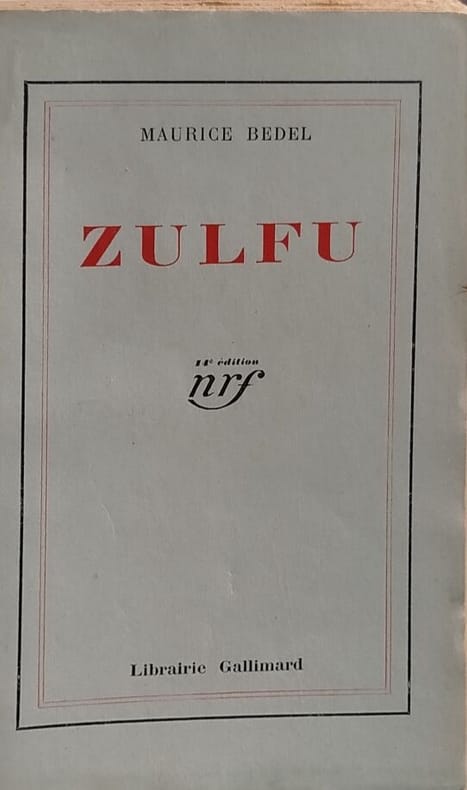 MAURICE BEDEL
ZULFU
14e édition
nrf
Librairie Gallimard